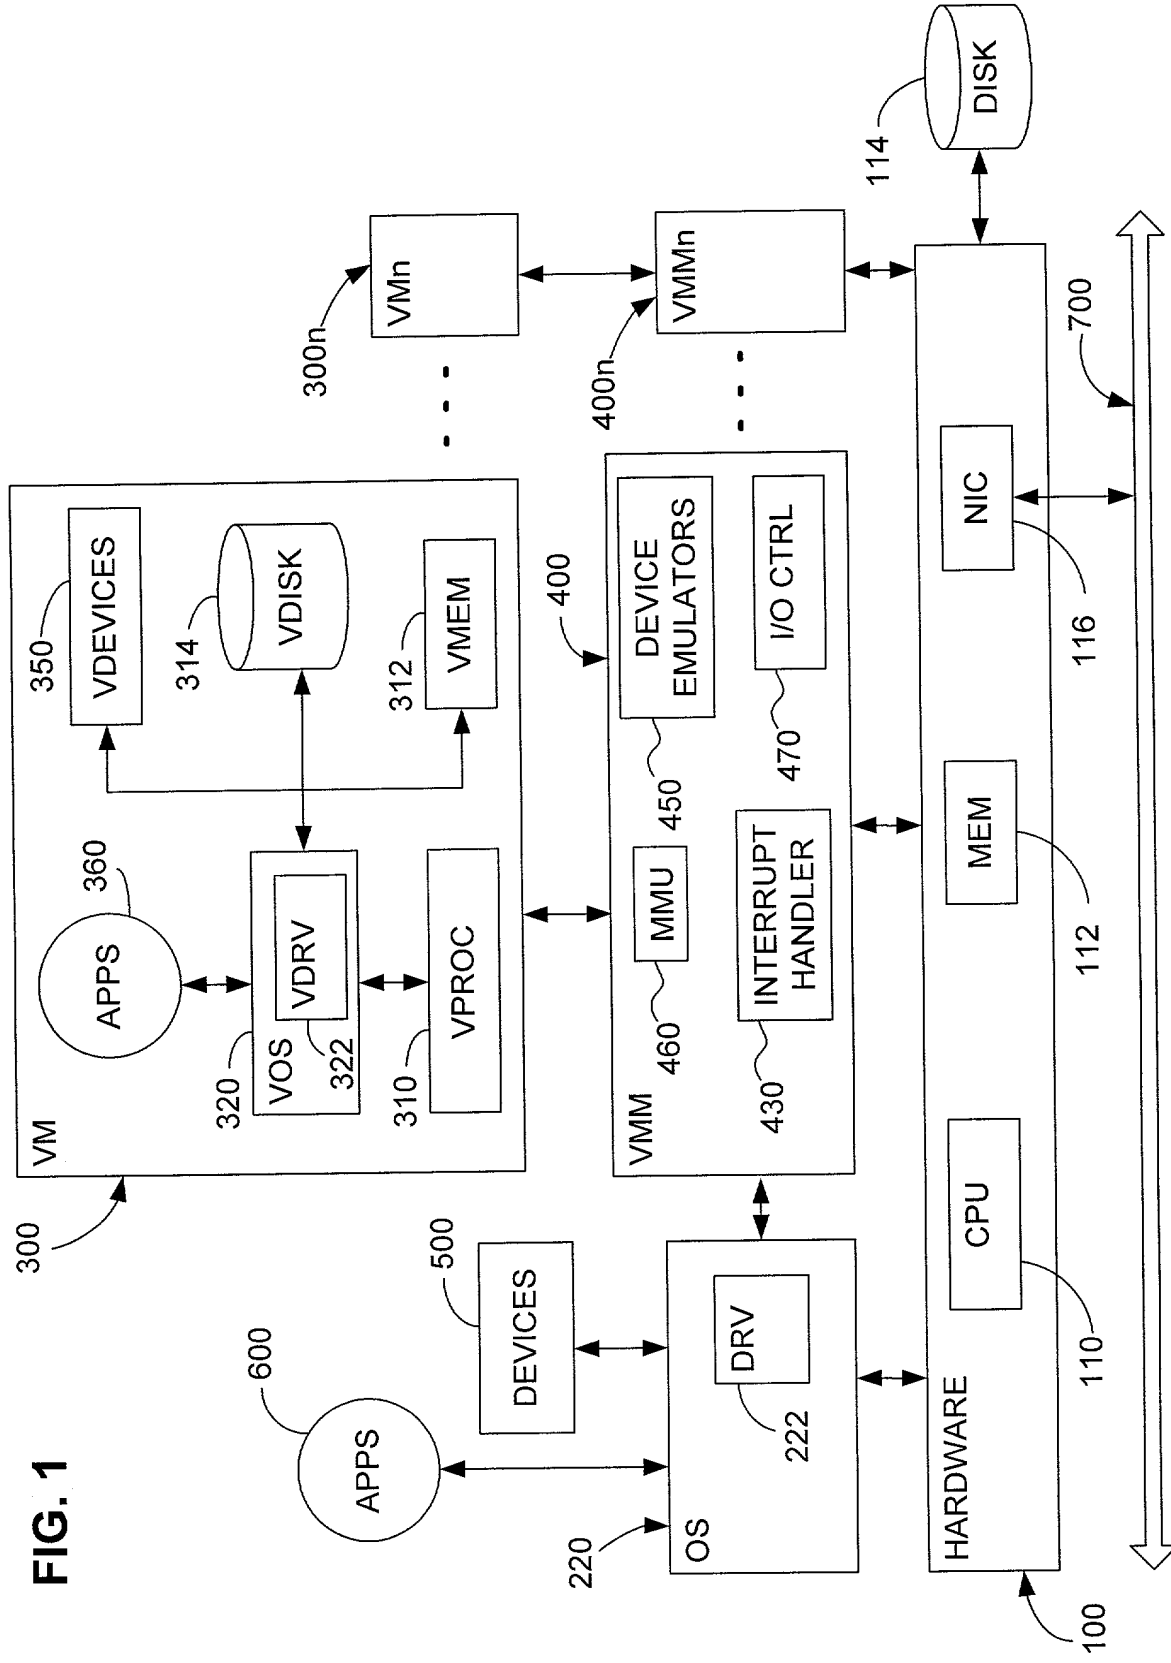 FIG. 1
600
APPS
500
DEVICES
220
OS
DRV
222
300
VM
360
APPS
320
VOS
VDRV
322
310
VPROC
350
VDEVICES
314
VDISK
312
VMEM
300n
VMn
400
VMM
460
MMU
450
DEVICE
EMULATORS
430
INTERRUPT
HANDLER
470
I/O CTRL
400n
VMMn
100
HARDWARE
CPU
110
MEM
112
NIC
116
114
DISK
700